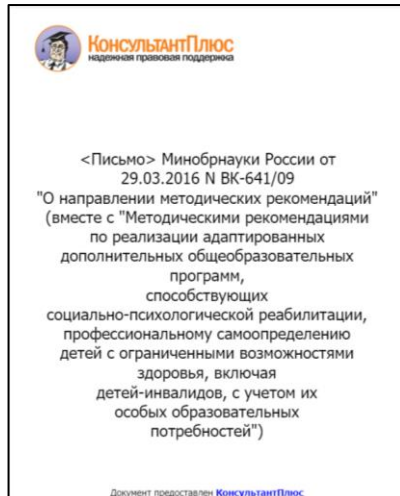 КонсультантПлюс
надежная правовая поддержка
<Письмо> Минобрнауки России от
29.03.2016 N ВК-641/09
"О направлении методических рекомендаций"
(вместе с "Методическими рекомендациями
по реализации адаптированных
дополнительных общеобразовательных
программ,
способствующих
социально-психологической реабилитации,
профессиональному самоопределению
детей с ограниченными возможностями
здоровья, включая
детей-инвалидов, с учетом их
особых образовательных
потребностей")
Документ предоставлен КонсультантПлюс